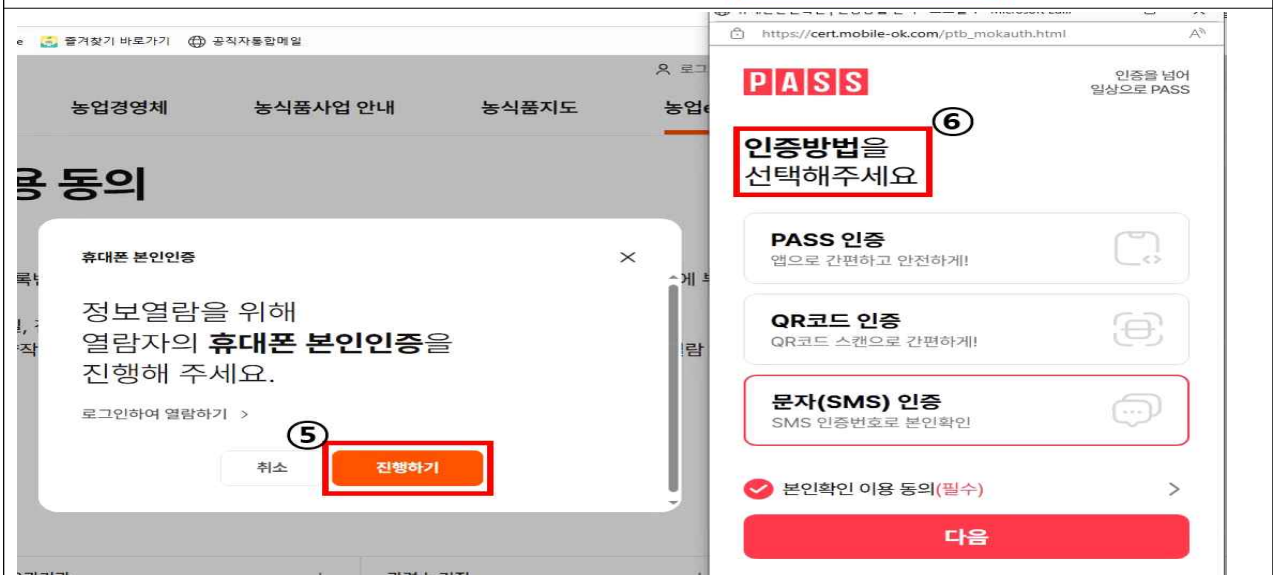 즐겨찾기 바로가기 공직자통합메일
농업경영체 농식품사업 안내 농식품지도
용 동의
휴대폰 본인인증
정보열람을 위해
열람자의 휴대폰 본인인증을
진행해 주세요.
로그인하여 열람하기 >
⑤
취소 진행하기
https://cert.mobile-ok.com/ptb_mokauth.html
PASS
인증을 넘어
일상으로 PASS
⑥
인증방법을
선택해주세요
PASS 인증
앱으로 간편하고 안전하게!
QR코드 인증
QR코드 스캔으로 간편하게!
문자(SMS) 인증
SMS 인증번호로 본인확인
본인확인 이용 동의(필수)
다음